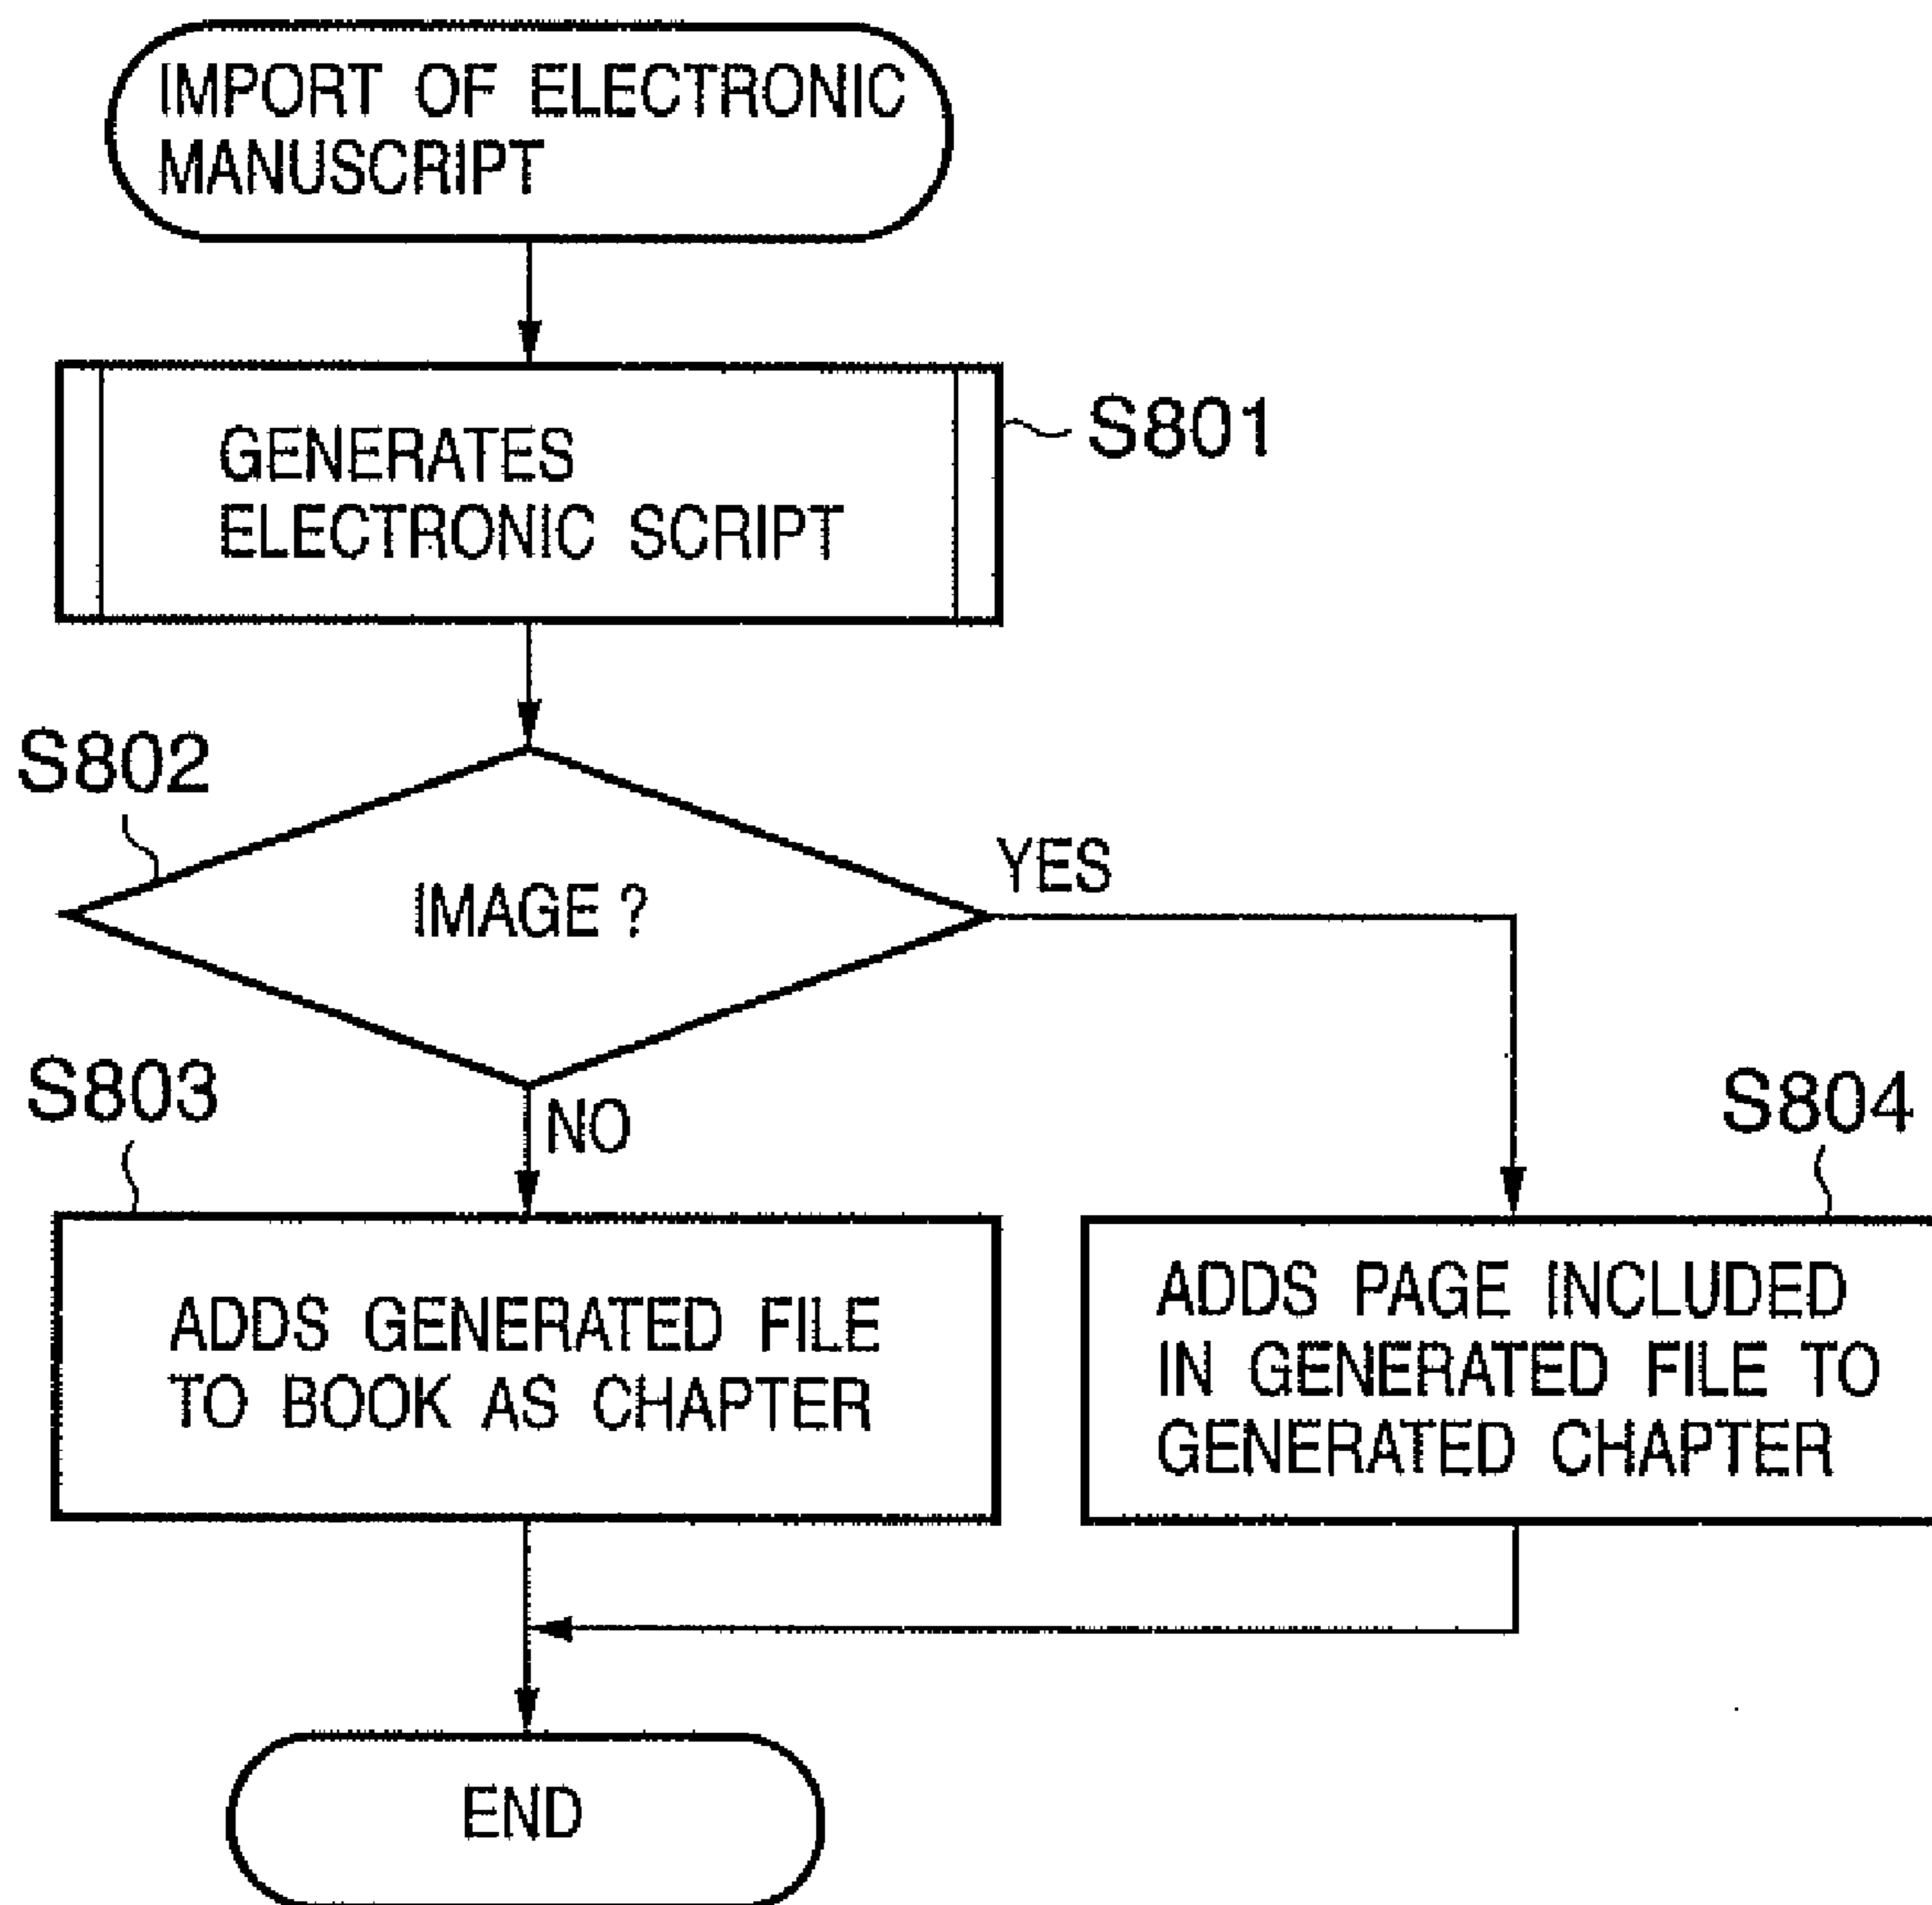 IMPORT OF ELECTRONIC
MANUSCRIPT
GENERATES
ELECTRONIC SCRIPT
S801
S802
IMAGE ?
YES
NO
S803
ADDS GENERATED FILE
TO BOOK AS CHAPTER
S804
ADDS PAGE INCLUDED
IN GENERATED FILE TO
GENERATED CHAPTER
END